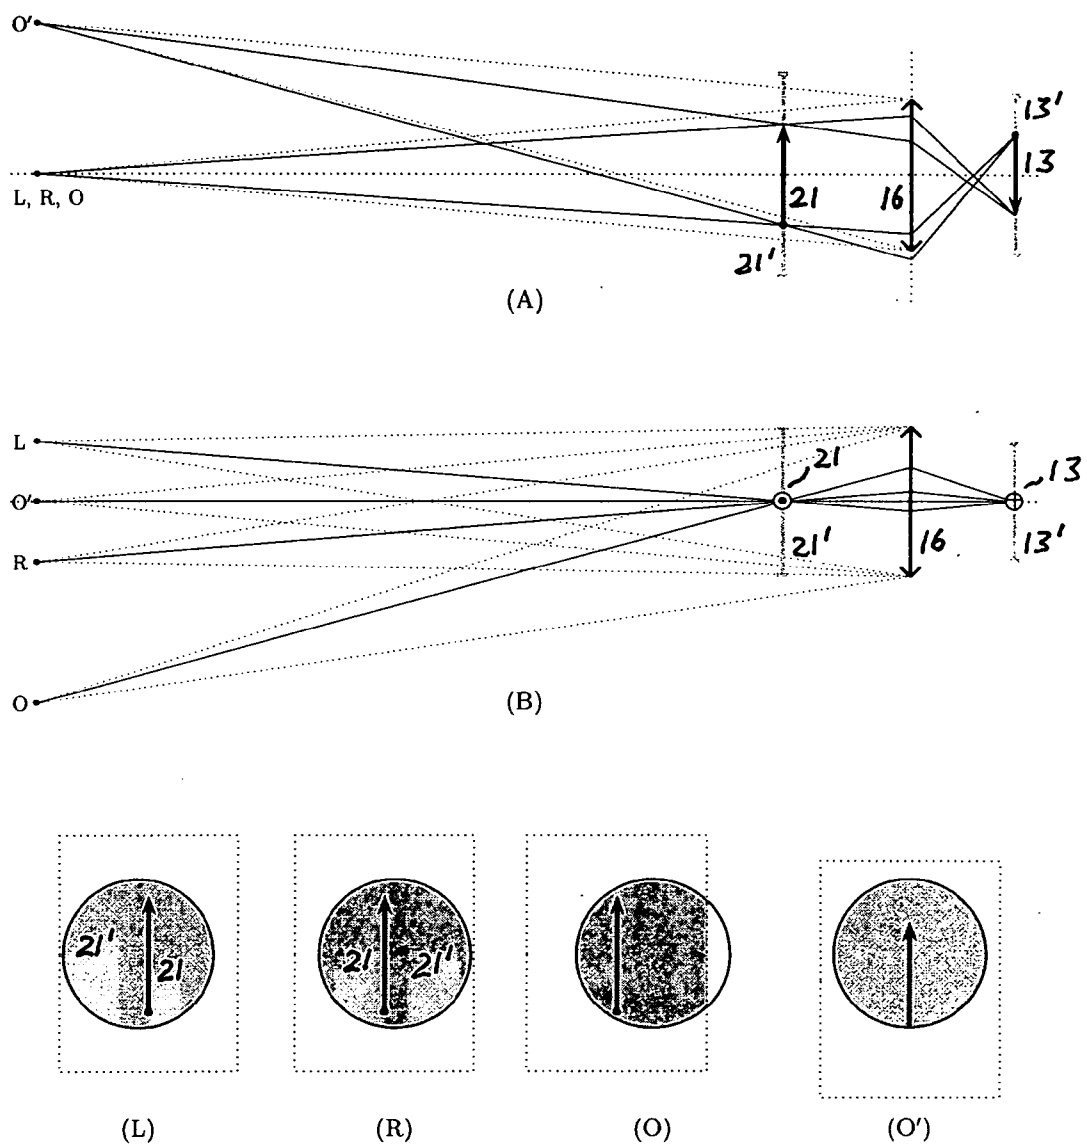 O'
13'
13
L, R, O
21
16
21'
(A)
L
21
13
O'
21'
16
13'
R
O
(B)
21'
21
21
21'
(L)
(R)
(O)
(O')